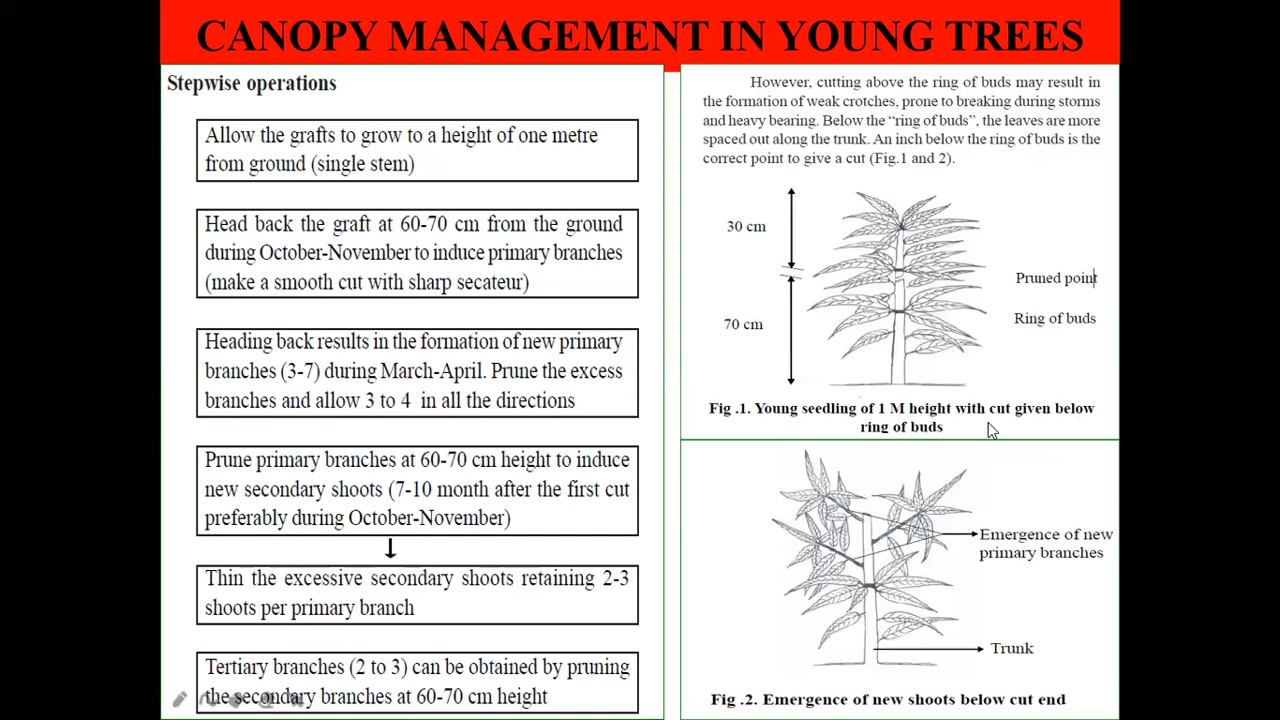 CANOPY MANAGEMENT IN YOUNG TREES
Stepwise operations
Allow the grafts to grow to a height of one metre
from ground (single stem)
Head back the graft at 60-70 cm from the ground
during October-November to induce primary branches
(make a smooth cut with sharp secateur)
Heading back results in the formation of new primary
branches (3-7) during March-April. Prune the excess
branches and allow 3 to 4 in all the directions
Prune primary branches at 60-70 cm height to induce
new secondary shoots (7-10 month after the first cut
preferably during October-November)
Thin the excessive secondary shoots retaining 2-3
shoots per primary branch
Tertiary branches (2 to 3) can be obtained by pruning
the secondary branches at 60-70 cm height
However, cutting above the ring of buds may result in
the formation of weak crotches, prone to breaking during storms
and heavy bearing. Below the “ring of buds”, the leaves are more
spaced out along the trunk. An inch below the ring of buds is the
correct point to give a cut (Fig.1 and 2).
30 cm
Pruned point
Ring of buds
70 cm
Fig .1. Young seedling of 1 M height with cut given below
ring of buds
Emergence of new
primary branches
Trunk
Fig .2. Emergence of new shoots below cut end